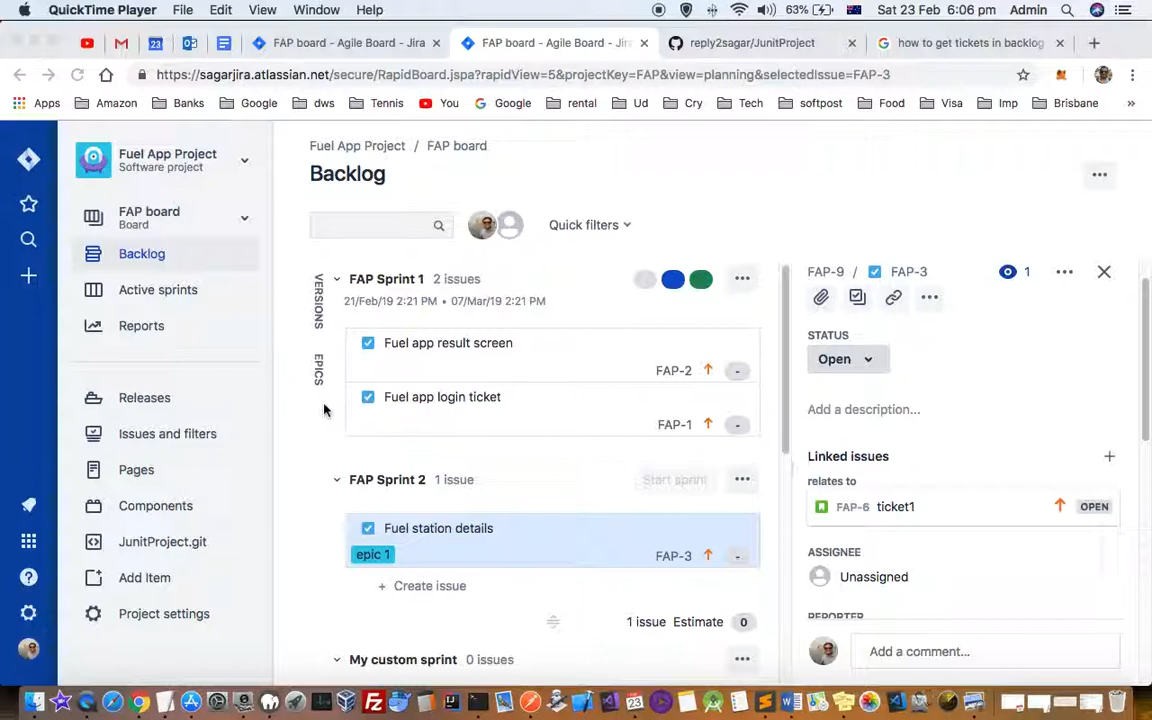 QuickTime Player File Edit View Window Help 63% Sat 23 Feb 6:06 pm Admin
FAP board - Agile Board - Jira FAP board - Agile Board - Jira reply2sagar/JunitProject how to get tickets in backlog
https://sagarjira.atlassian.net/secure/RapidBoard.jspa?rapidView=5&projectKey=FAP&view=planning&selectedIssue=FAP-3
Apps Amazon Banks Google dws Tennis You Google rental Ud Cry Tech softpost Food Visa Imp Brisbane »
Fuel App Project
Software project
FAP board
Board
Backlog
Active sprints
Reports
Releases
Issues and filters
Pages
Components
JunitProject.git
Add Item
Project settings
Fuel App Project / FAP board
Backlog
Quick filters
VERSIONS
EPICS
FAP Sprint 1 2 issues
21/Feb/19 2:21 PM • 07/Mar/19 2:21 PM
Fuel app result screen
FAP-2 -
Fuel app login ticket
FAP-1 -
FAP Sprint 2 1 issue Start sprint
Fuel station details
epic 1 FAP-3 -
+ Create issue
1 issue Estimate 0
My custom sprint 0 issues
FAP-9 / FAP-3 1
STATUS
Open
Add a description...
Linked issues
relates to
FAP-6 ticket1 OPEN
ASSIGNEE
Unassigned
REPORTER
Add a comment...